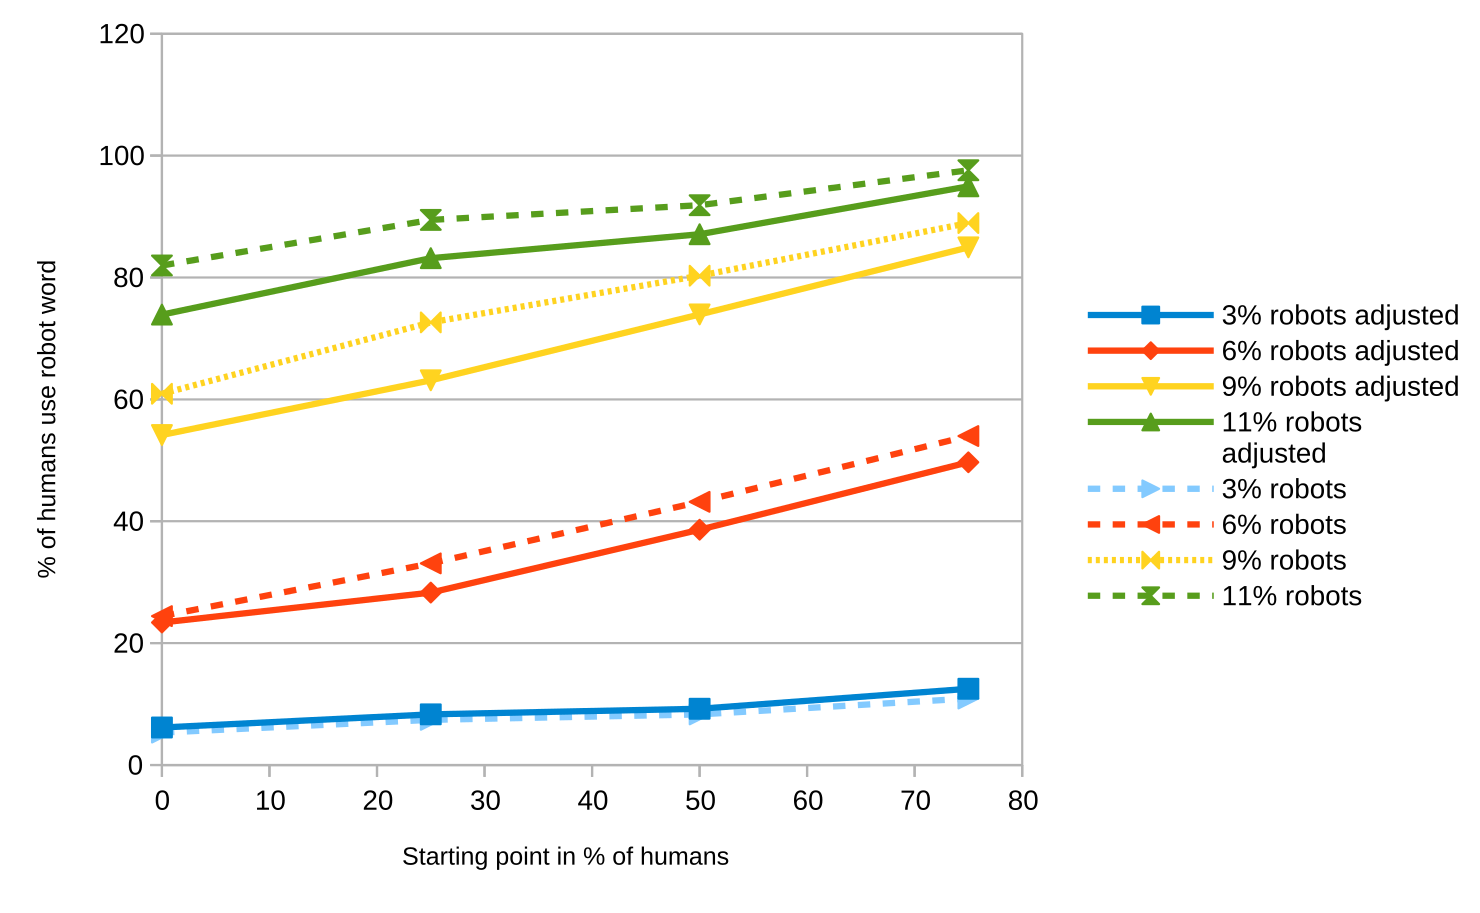 120
100
80
60
40
20
0
% of humans use robot word
0 10 20 30 40 50 60 70 80
Starting point in % of humans
3% robots adjusted
6% robots adjusted
9% robots adjusted
11% robots
adjusted
3% robots
6% robots
9% robots
11% robots